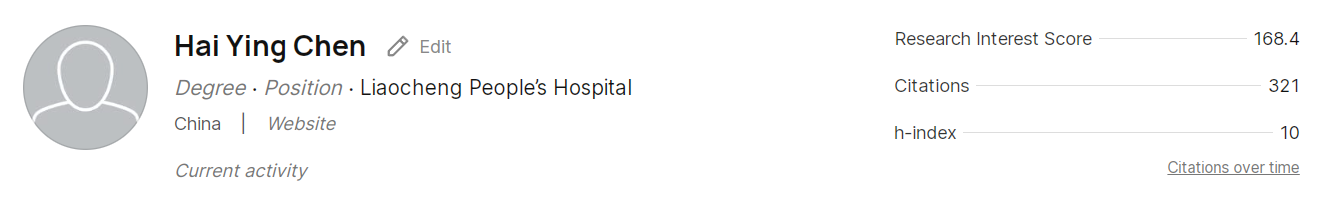 Hai Ying Chen Edit
Degree · Position · Liaocheng People’s Hospital
China | Website
Current activity
Research Interest Score 168.4
Citations 321
h-index 10
Citations over time